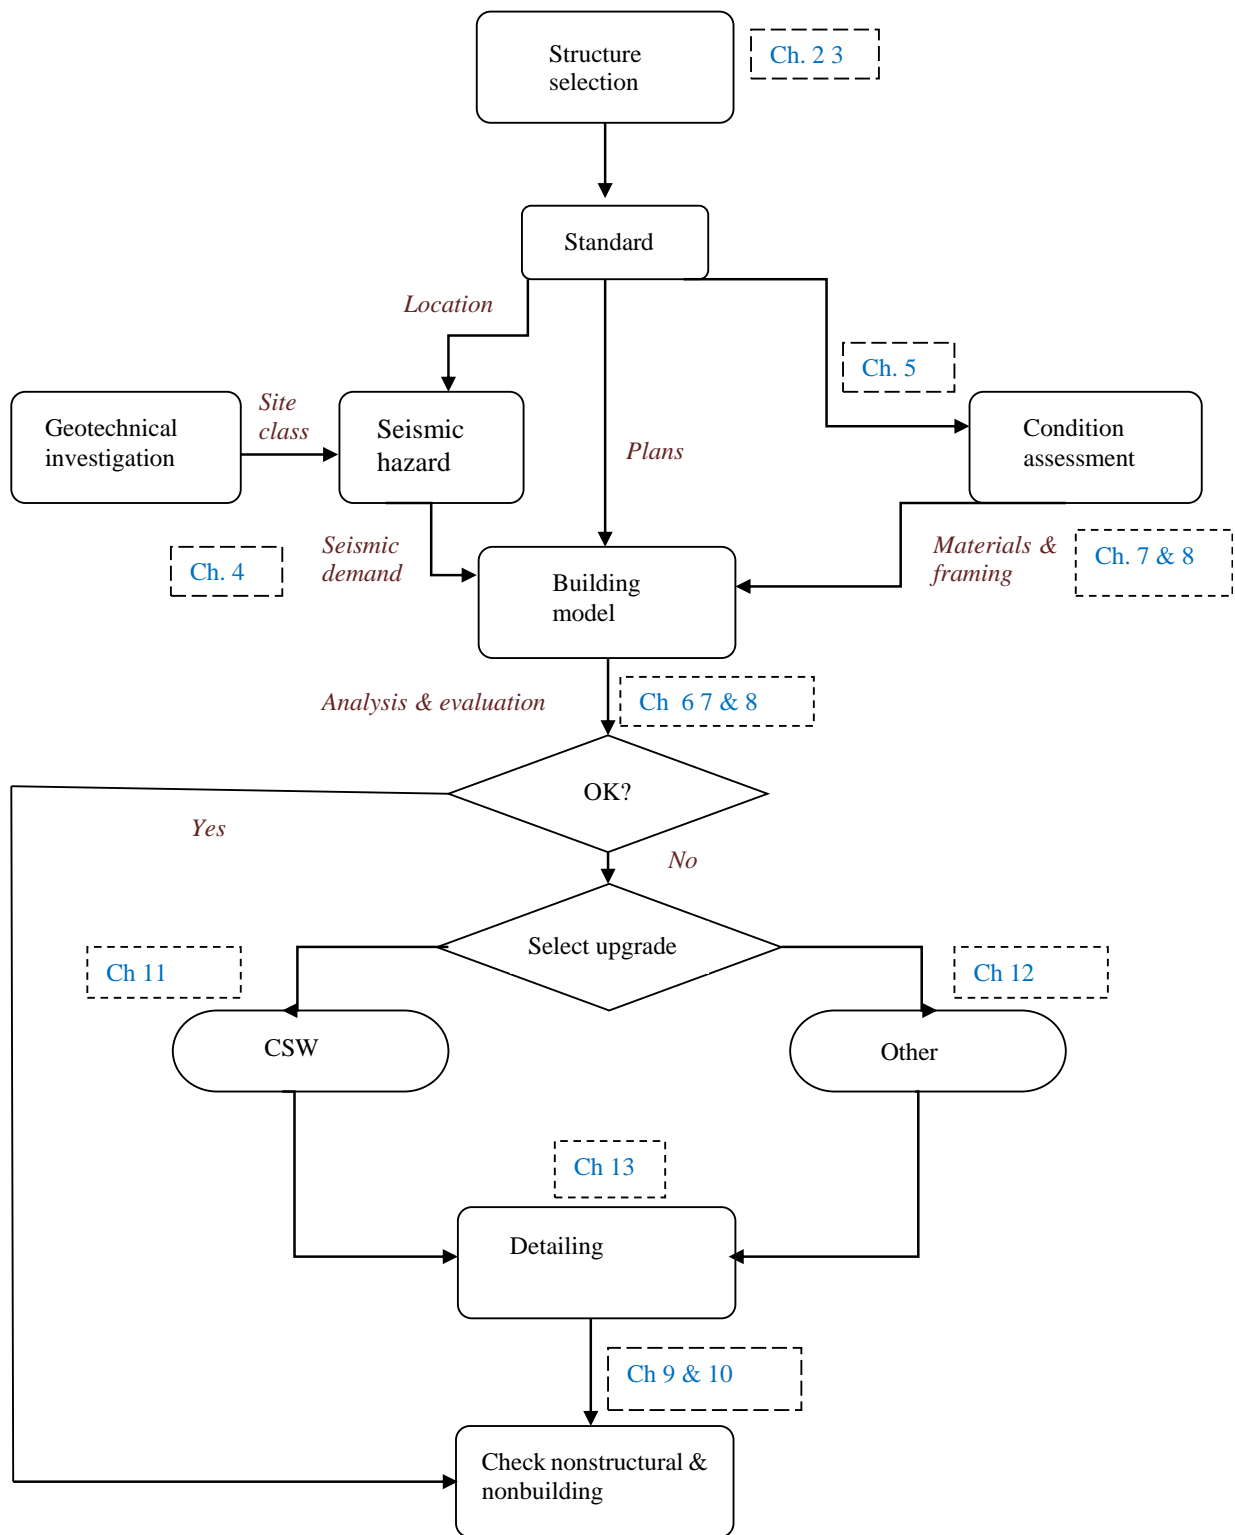 Structure
selection
Ch. 2 3
Standard
Location
Ch. 5
Geotechnical
investigation
Site
class
Seismic
hazard
Plans
Condition
assessment
Ch. 4
Seismic
demand
Building
model
Materials &
framing
Ch. 7 & 8
Analysis & evaluation
Ch  6 7 & 8
OK?
Yes
No
Select upgrade
Ch 11
Ch 12
CSW
Other
Ch 13
Detailing
Ch 9 & 10
Check nonstructural &
nonbuilding